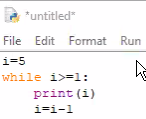 *untitled*
File Edit Format Run
i=5
while i>=1:
    print(i)
    i=i-1